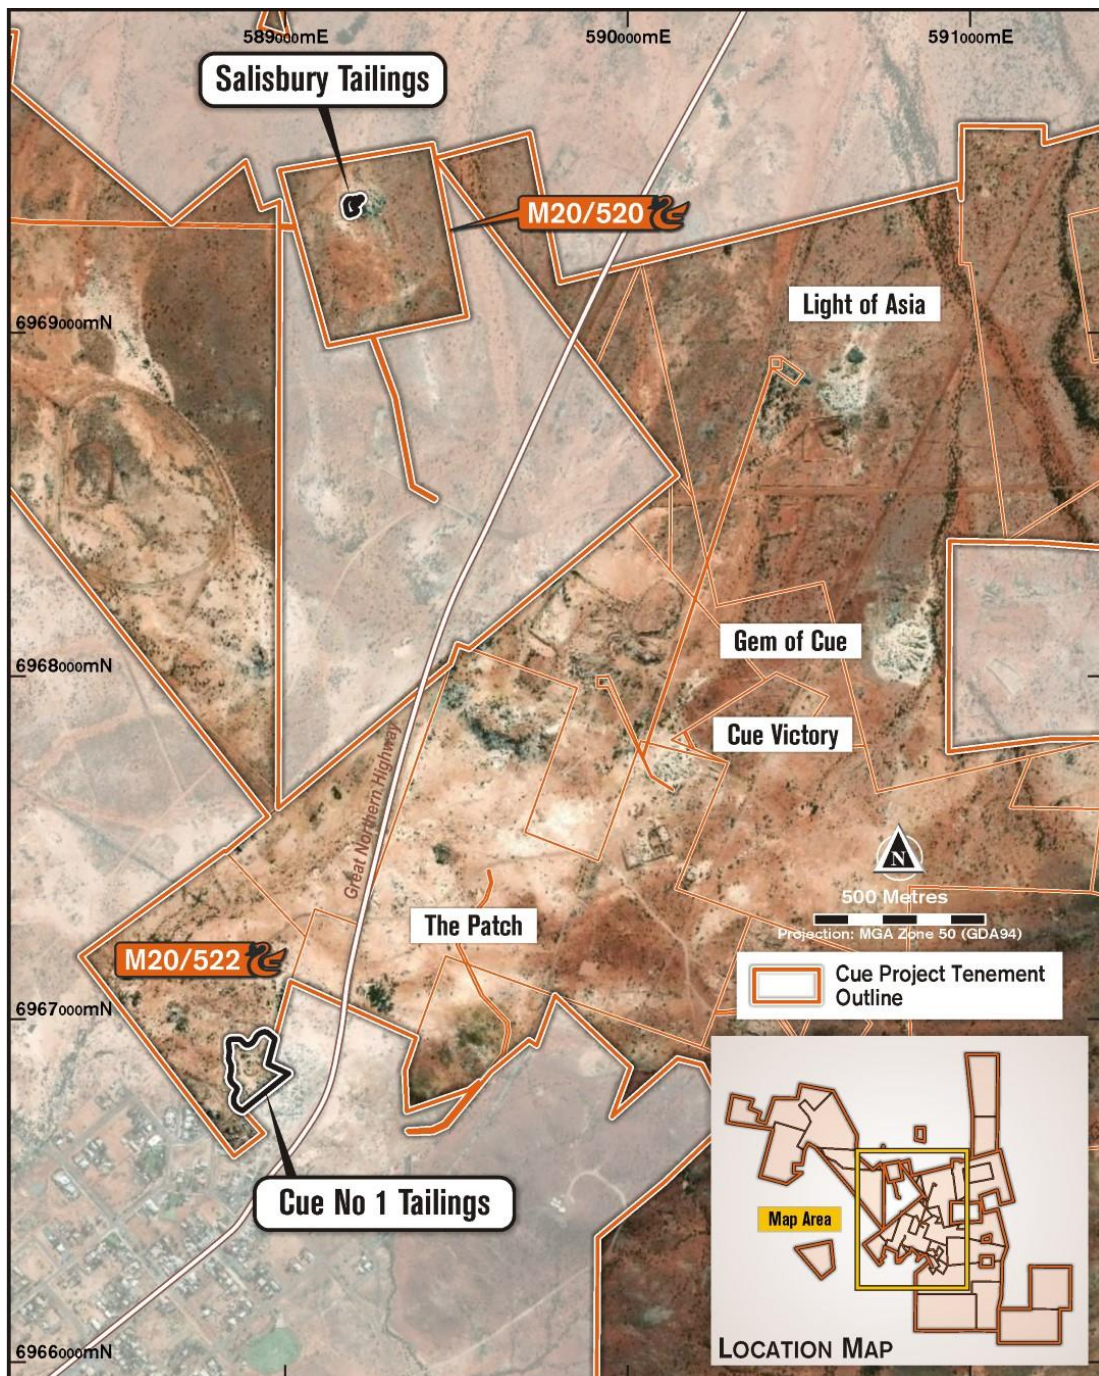 589000mE
590000mE
591000mE
Salisbury Tailings
M20/520
Light of Asia
6969000mN
Gem of Cue
6968000mN
Cue Victory
Great Northern Highway
N
500 Metres
Projection: MGA Zone 50 (GDA94)
The Patch
M20/522
Cue Project Tenement
Outline
6967000mN
Cue No 1 Tailings
Map Area
LOCATION MAP
6966000mN